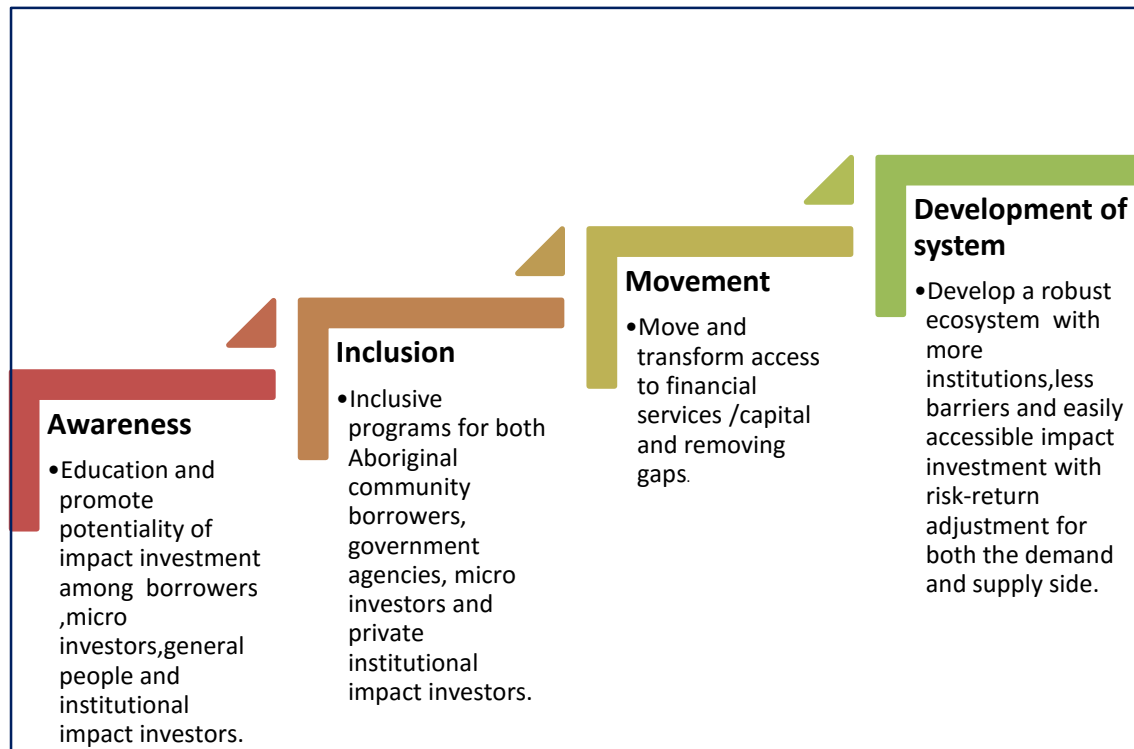 Awareness
•Education and
promote
potentiality of
impact investment
among  borrowers
,micro
investors,general
people and
institutional
impact investors.
Inclusion
•Inclusive
programs for both
Aboriginal
community
borrowers,
government
agencies, micro
investors and
private
institutional
impact investors.
Movement
•Move and
transform access
to financial
services /capital
and removing
gaps.
Development of
system
•Develop a robust
ecosystem  with
more
institutions,less
barriers and easily
accessible impact
investment with
risk-return
adjustment for
both the demand
and supply side.